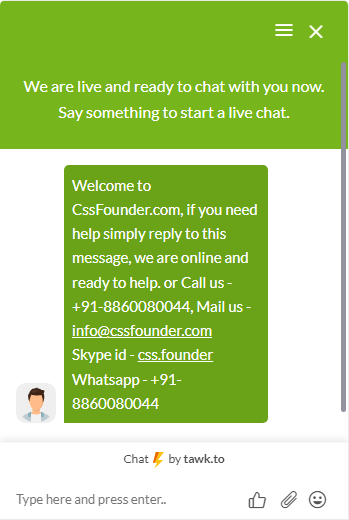 We are live and ready to chat with you now.
Say something to start a live chat.
Welcome to
CssFounder.com, if you need
help simply reply to this
message, we are online and
ready to help. or Call us -
+91-8860080044, Mail us -
info@cssfounder.com
Skype id - css.founder
Whatsapp - +91-
8860080044
Chat by tawk.to
Type here and press enter..